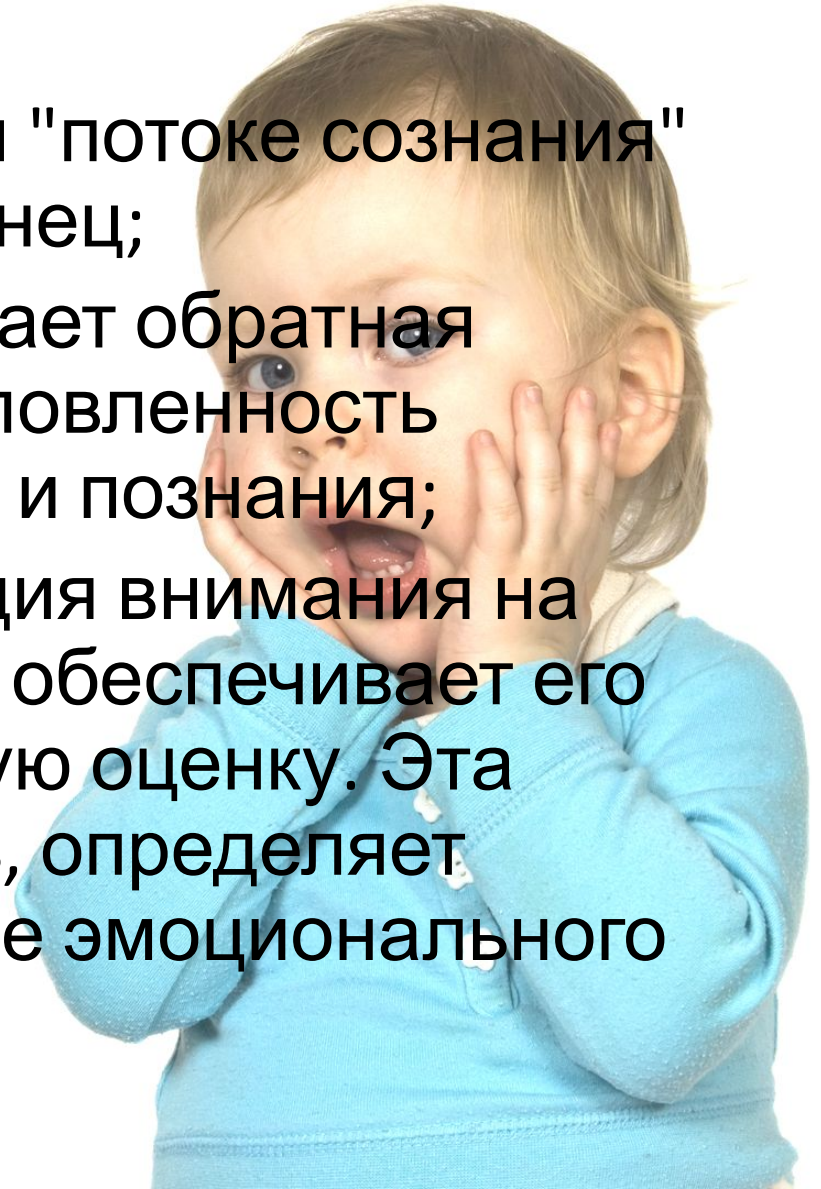 "потоке сознания"
нец;
ает обратная
ловленность
и познания;
ция внимания на
обеспечивает его
ую оценку. Эта
, определяет
е эмоционального